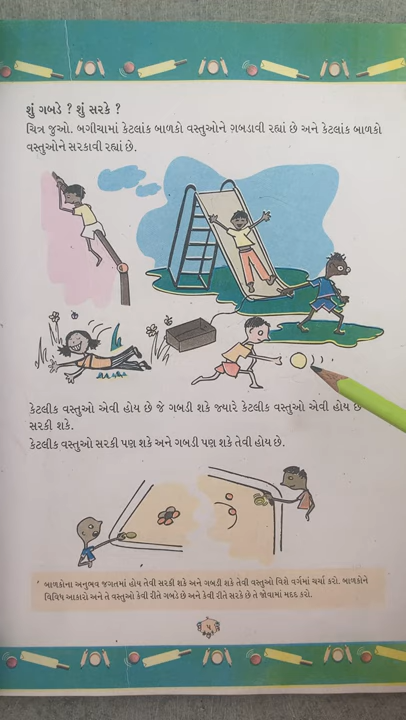 શું ગબડે ? શું સરકે ?
ચિત્ર જુઓ. બગીચામાં કેટલાંક બાળકો વસ્તુઓને ગબડાવી રહ્યાં છે અને કેટલાંક બાળકો
વસ્તુઓને સરકાવી રહ્યાં છે.
કેટલીક વસ્તુઓ એવી હોય છે જે ગબડી શકે જ્યારે કેટલીક વસ્તુઓ એવી હોય છે
સરકી શકે.
કેટલીક વસ્તુઓ સરકી પણ શકે અને ગબડી પણ શકે તેવી હોય છે.
બાળકોના અનુભવ જગતમાં હોય તેવી સરકી શકે અને ગબડી શકે તેવી વસ્તુઓ વિશે વર્ગમાં ચર્ચા કરો. બાળકોને
વિવિધ આકારો અને તે વસ્તુઓ કેવી રીતે ગબડે છે અને કેવી રીતે સરકે છે તે જોવામાં મદદ કરો.
૫